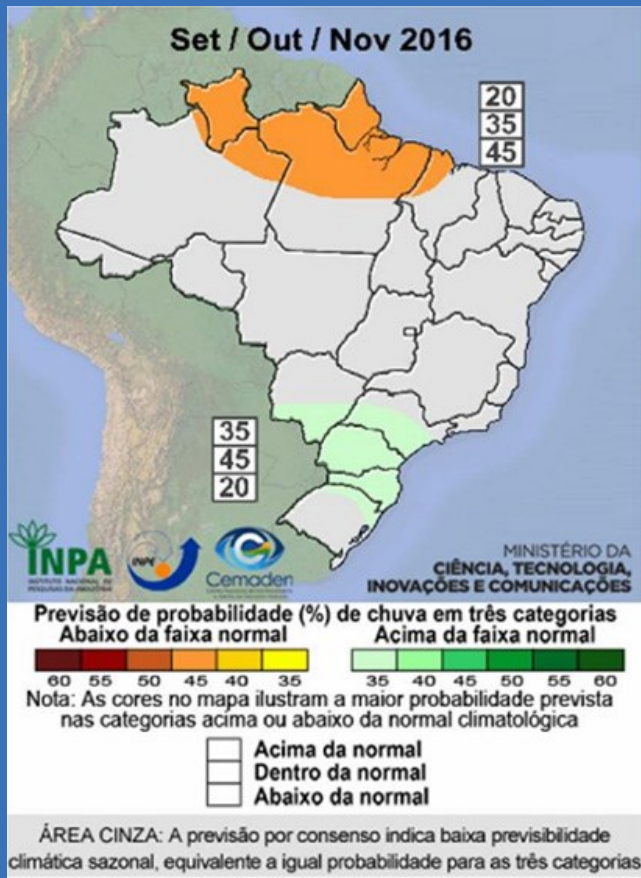 Set / Out / Nov 2016
20
35
45
35
45
20
INPA
INSTITUTO NACIONAL DE
PESQUISAS DA AMAZÔNIA
INPE
Cemaden
MINISTÉRIO DA
CIÊNCIA, TECNOLOGIA,
INOVAÇÕES E COMUNICAÇÕES
Previsão de probabilidade (%) de chuva em três categorias
Abaixo da faixa normal
Acima da faixa normal
60 55 50 45 40 35
35 40 45 50 55 60
Nota: As cores no mapa ilustram a maior probabilidade prevista
nas categorias acima ou abaixo da normal climatológica
Acima da normal
Dentro da normal
Abaixo da normal
ÁREA CINZA: A previsão por consenso indica baixa previsibilidade
climática sazonal, equivalente a igual probabilidade para as três categorias